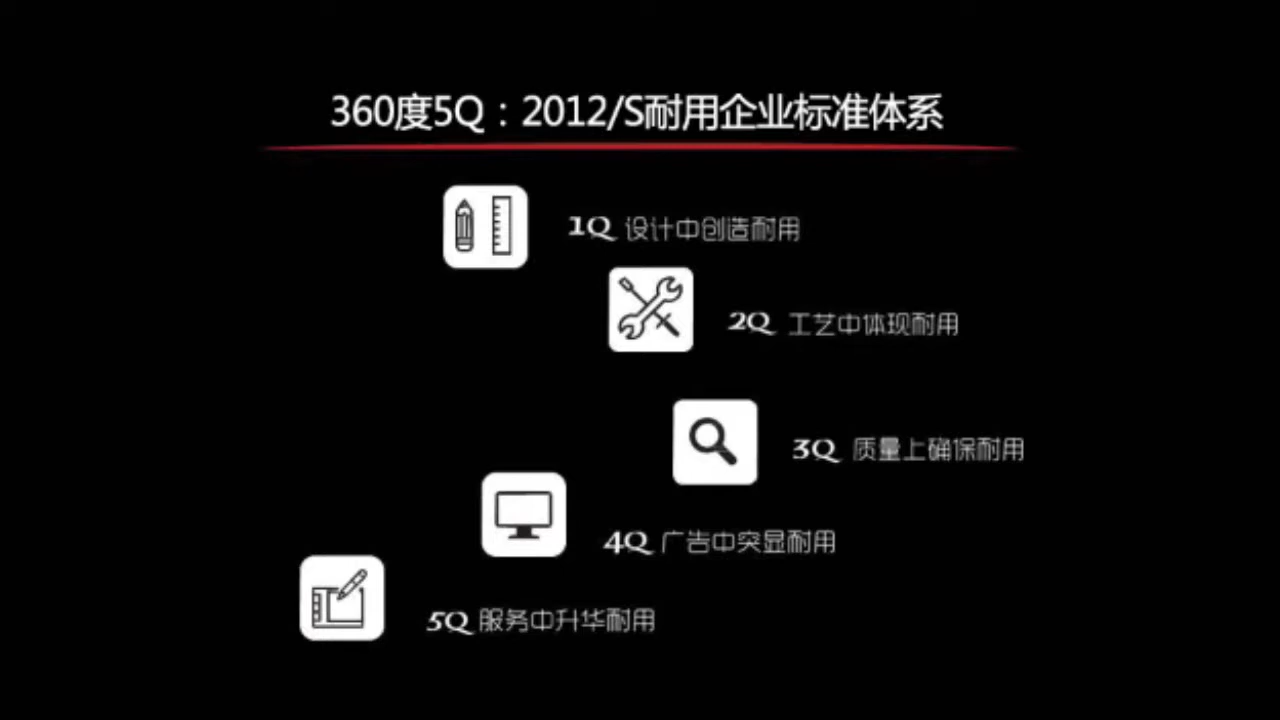 360度5Q：2012/S耐用企业标准体系
1Q 设计中创造耐用
2Q 工艺中体现耐用
3Q 质量上确保耐用
4Q 广告中突显耐用
5Q 服务中升华耐用